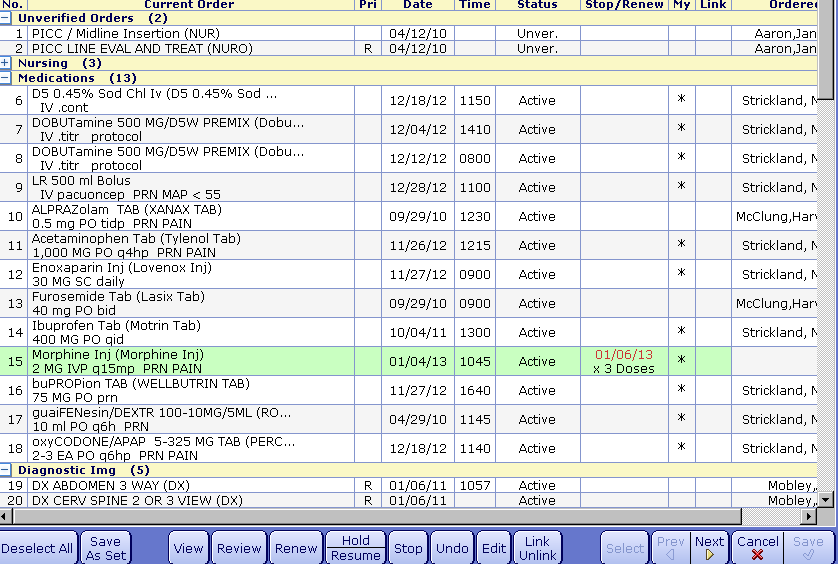 No. Current Order Pri Date Time Status Stop/Renew My Link Ordered
Unverified Orders (2)
1 PICC / Midline Insertion (NUR) 04/12/10 Unver. Aaron,Jan
2 PICC LINE EVAL AND TREAT (NURO) R 04/12/10 Unver. Aaron,Jan
Nursing (3)
Medications (13)
6 D5 0.45% Sod Chl Iv (D5 0.45% Sod ... 12/18/12 1150 Active * Strickland, M
IV .cont
7 DOBUTamine 500 MG/D5W PREMIX (Dobu... 12/04/12 1410 Active * Strickland, M
IV .titr protocol
8 DOBUTamine 500 MG/D5W PREMIX (Dobu... 12/12/12 0800 Active * Strickland, M
IV .titr protocol
9 LR 500 ml Bolus 12/28/12 1100 Active * Strickland, M
IV pacuoncep PRN MAP < 55
10 ALPRAZolam TAB (XANAX TAB) 09/29/10 1230 Active McClung,Harv
0.5 mg PO tidp PRN PAIN
11 Acetaminophen Tab (Tylenol Tab) 11/26/12 1215 Active * Strickland, M
1,000 MG PO q4hp PRN PAIN
12 Enoxaparin Inj (Lovenox Inj) 11/27/12 0900 Active * Strickland, M
30 MG SC daily
13 Furosemide Tab (Lasix Tab) 09/29/10 0900 Active McClung,Harv
40 mg PO bid
14 Ibuprofen Tab (Motrin Tab) 10/04/11 1300 Active * Strickland, M
400 MG PO qid
15 Morphine Inj (Morphine Inj) 01/04/13 1045 Active 01/06/13 *
2 MG IVP q15mp PRN PAIN x 3 Doses
16 buPROPion TAB (WELLBUTRIN TAB) 11/27/12 1640 Active * Strickland, M
75 MG PO prn
17 guaiFENesin/DEXTR 100-10MG/5ML (RO... 04/29/10 1145 Active * Strickland, M
10 ml PO q6h PRN
18 oxyCODONE/APAP 5-325 MG TAB (PERC... 12/18/12 1140 Active * Strickland, M
2-3 EA PO q6hp PRN PAIN
Diagnostic Img (5)
19 DX ABDOMEN 3 WAY (DX) R 01/06/11 1057 Active Mobley,
20 DX CERV SPINE 2 OR 3 VIEW (DX) R 01/06/11 Active Mobley,
Deselect All Save As Set View Review Renew Hold Resume Stop Undo Edit Link Unlink Select Prev Next Cancel Save